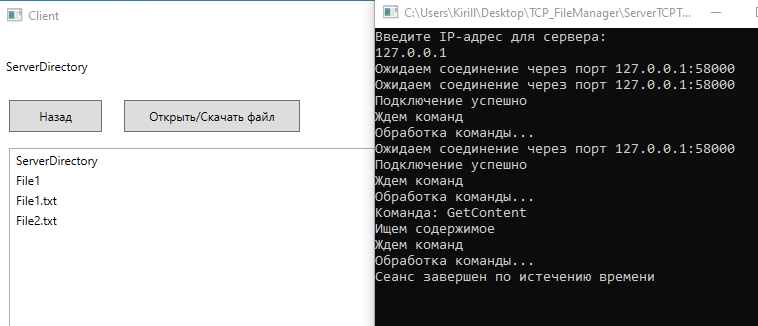 Client
ServerDirectory
Назад
Открыть/Скачать файл
ServerDirectory
File1
File1.txt
File2.txt
C:\Users\Kirill\Desktop\TCP_FileManager\ServerTCPT...
Введите IP-адрес для сервера:
127.0.0.1
Ожидаем соединение через порт 127.0.0.1:58000
Ожидаем соединение через порт 127.0.0.1:58000
Подключение успешно
Ждем команд
Обработка команды...
Ожидаем соединение через порт 127.0.0.1:58000
Подключение успешно
Ждем команд
Обработка команды...
Команда: GetContent
Ищем содержимое
Ждем команд
Обработка команды...
Сеанс завершен по истечению времени